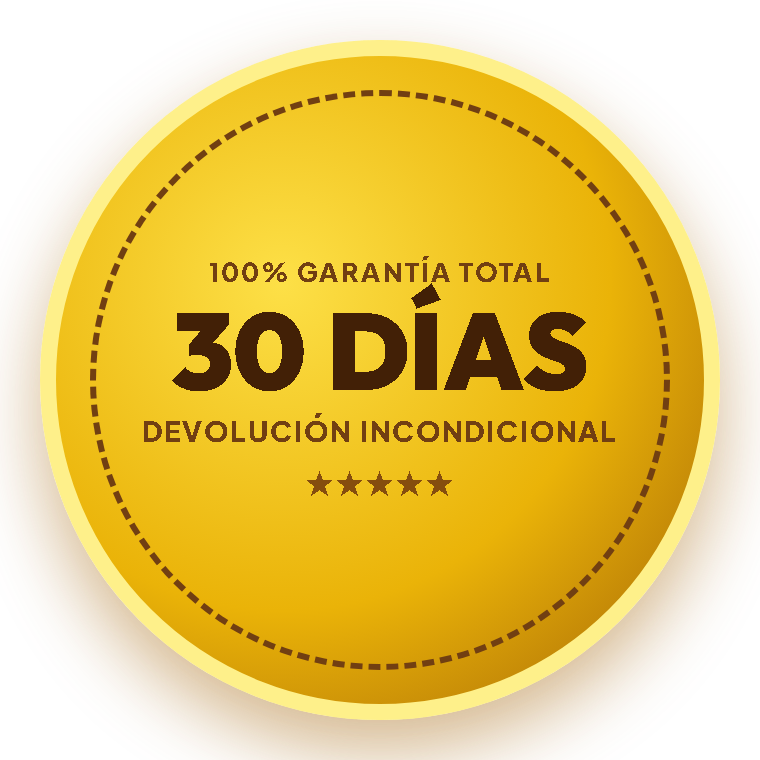 100% GARANTÍA TOTAL
30 DÍAS
DEVOLUCIÓN INCONDICIONAL
★★★★★